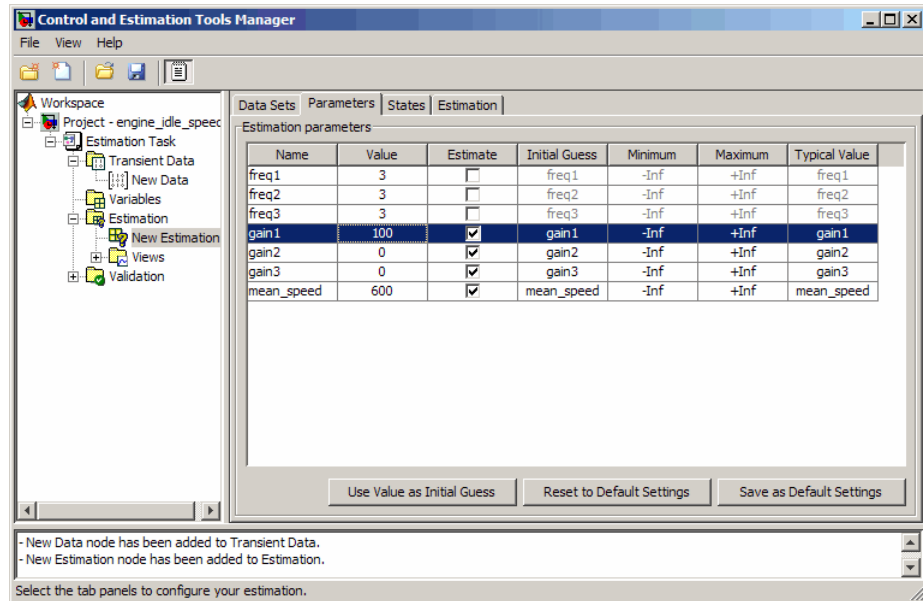 Control and Estimation Tools Manager
File View Help
Workspace
Project - engine_idle_speed
Estimation Task
Transient Data
New Data
Variables
Estimation
New Estimation
Views
Validation
Data Sets Parameters States Estimation
Estimation parameters
Name Value Estimate Initial Guess Minimum Maximum Typical Value
freq1 3 freq1 -Inf +Inf freq1
freq2 3 freq2 -Inf +Inf freq2
freq3 3 freq3 -Inf +Inf freq3
gain1 100 gain1 -Inf +Inf gain1
gain2 0 gain2 -Inf +Inf gain2
gain3 0 gain3 -Inf +Inf gain3
mean_speed 600 mean_speed -Inf +Inf mean_speed
Use Value as Initial Guess Reset to Default Settings Save as Default Settings
- New Data node has been added to Transient Data.
- New Estimation node has been added to Estimation.
Select the tab panels to configure your estimation.